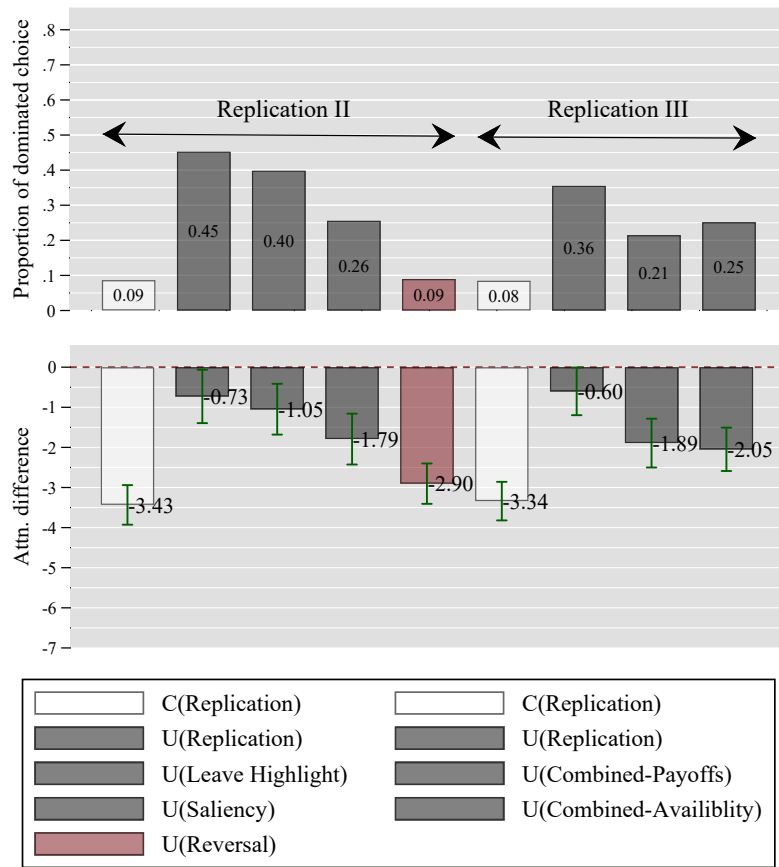 Proportion of dominated choice
.8
.7
.6
.5
.4
.3
.2
.1
0
Replication II
Replication III
0.09
0.45
0.40
0.26
0.09
0.08
0.36
0.21
0.25
Attn. difference
0
-1
-2
-3
-4
-5
-6
-7
-3.43
-0.73
-1.05
-1.79
-2.90
-3.34
-0.60
-1.89
-2.05
C(Replication)
C(Replication)
U(Replication)
U(Replication)
U(Leave Highlight)
U(Combined-Payoffs)
U(Saliency)
U(Combined-Availiblity)
U(Reversal)